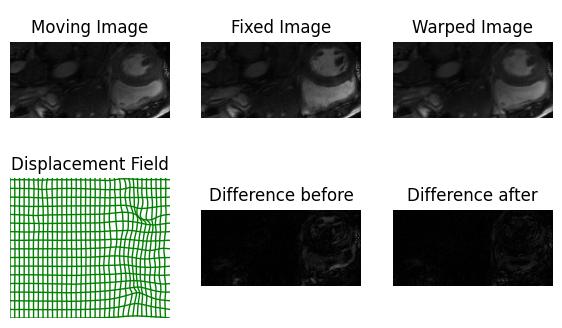 Moving Image
Fixed Image
Warped Image
Displacement Field
Difference before
Difference after